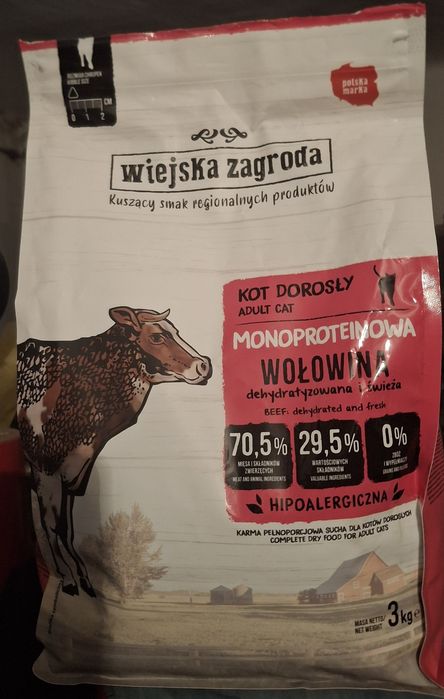 ROZMIAR CHRUPEK
KIBBLE SIZE
CM
0 1 2
polska
marka
wiejska zagroda
Kuszący smak regionalnych produktów
KOT DOROSŁY
ADULT CAT
MONOPROTEINOWA
WOŁOWINA
dehydratyzowana i świeża
BEEF: dehydrated and fresh
70,5%
MIĘSA I SKŁADNIKÓW
ZWIERZĘCYCH
MEAT AND ANIMAL INGREDIENTS
29,5%
WARTOŚCIOWYCH
SKŁADNIKÓW
VALUABLE INGREDIENTS
0%
ZBÓŻ
I WYPEŁNIACZY
GRAINS AND FILLERS
HIPOALERGICZNA
KARMA PEŁNOPORCJOWA SUCHA DLA KOTÓW DOROSŁYCH
COMPLETE DRY FOOD FOR ADULT CATS
MASA NETTO/
NET WEIGHT
3 kg e